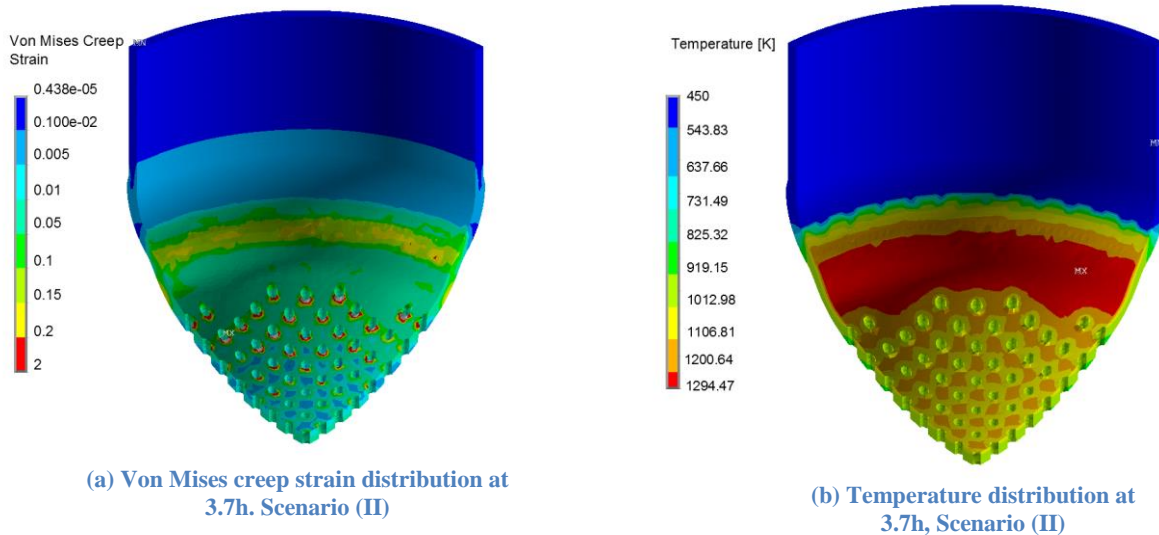 Von Mises Creep
Strain
MN
0.438e-05
0.100e-02
0.005
0.01
0.05
0.1
0.15
0.2
2
MX
(a) Von Mises creep strain distribution at
3.7h. Scenario (II)
Temperature [K]
450
543.83
637.66
731.49
825.32
919.15
1012.98
1106.81
1200.64
1294.47
MX
(b) Temperature distribution at
3.7h, Scenario (II)